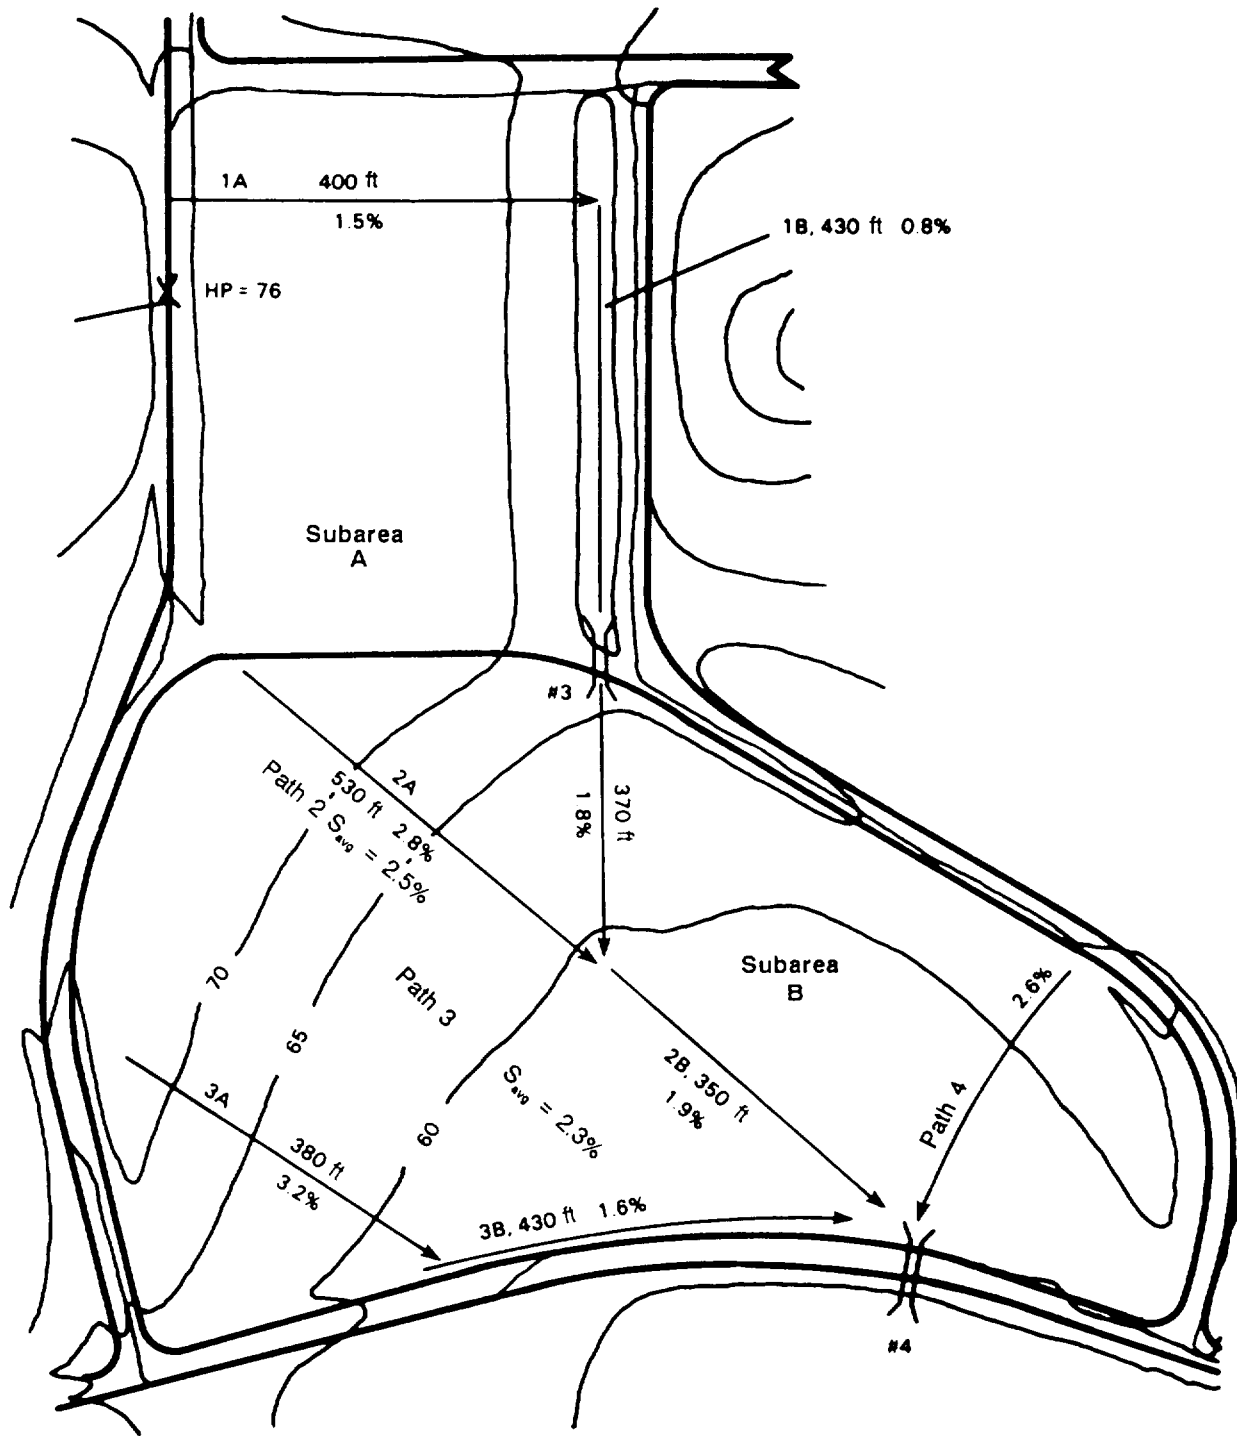 1A 400 ft
1.5%
1B, 430 ft 0.8%
HP = 76
Subarea
A
#3
2A
530 ft 2.8%
Path 2 Savg = 2.5%
370 ft
1.8%
70
65
60
Path 3
Savg = 2.3%
Subarea
B
2.6%
Path 4
2B, 350 ft
1.9%
3A
380 ft
3.2%
3B, 430 ft 1.6%
#4